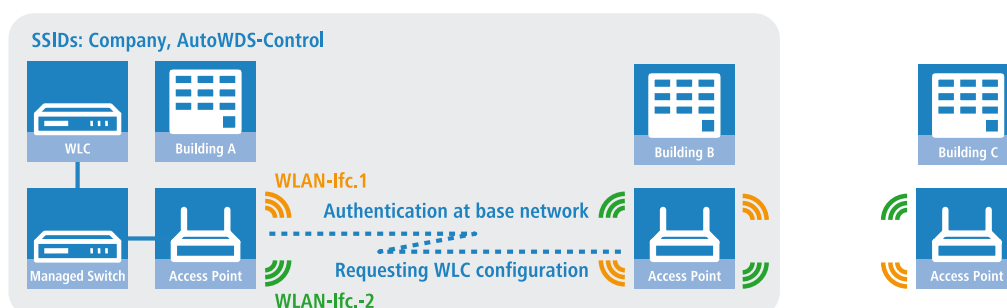 SSIDs: Company, AutoWDS-Control
WLC
Building A
Building B
Building C
WLAN-Ifc.1
Authentication at base network
Requesting WLC configuration
Managed Switch
Access Point
Access Point
Access Point
WLAN-Ifc.-2